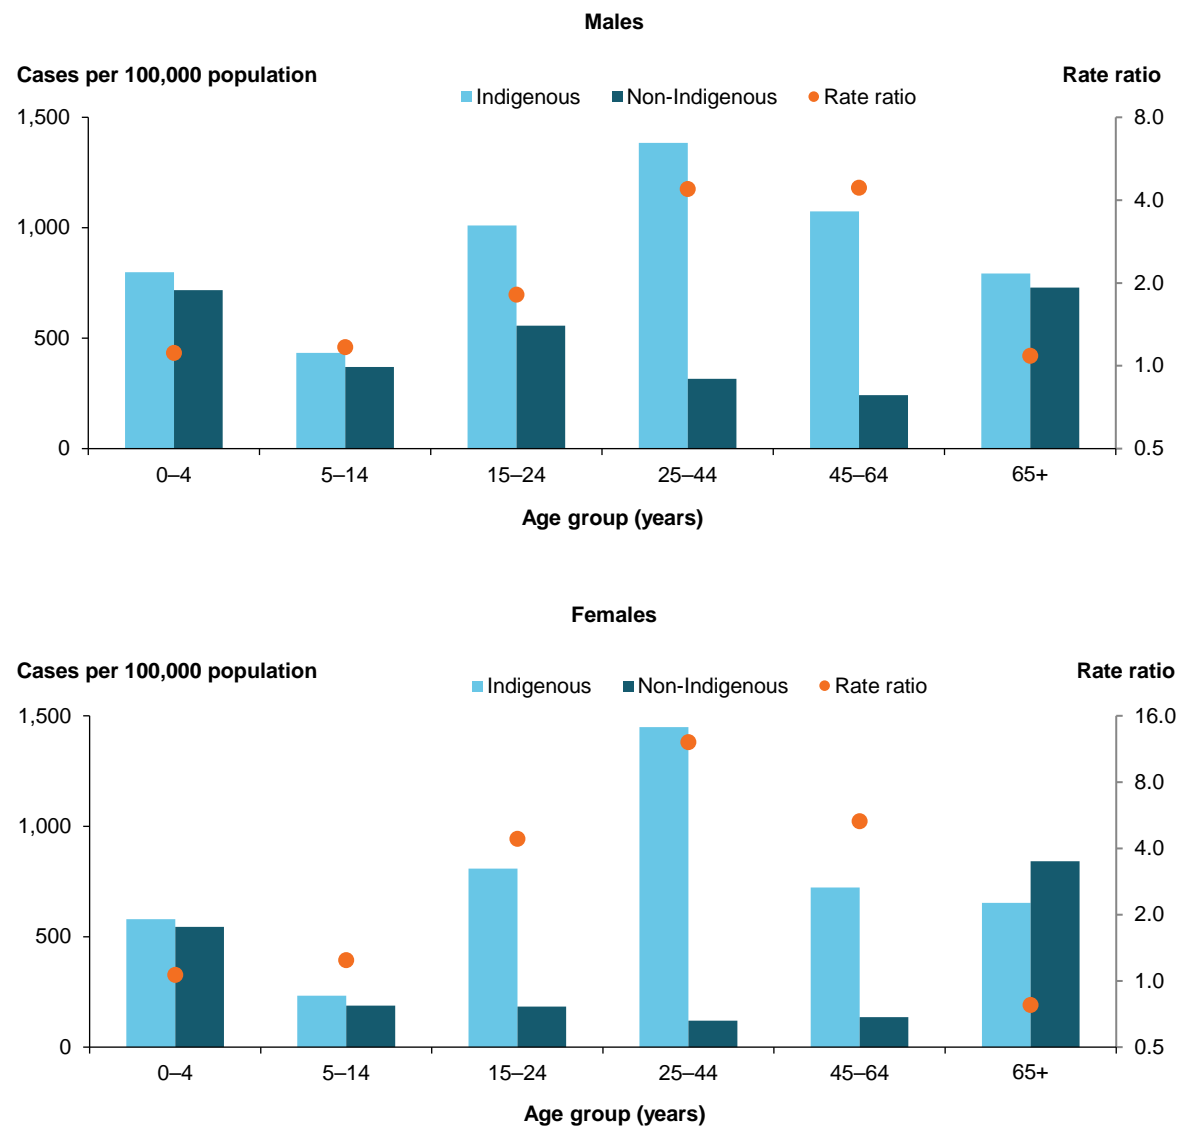 Males
Cases per 100,000 population Rate ratio
Indigenous Non-Indigenous Rate ratio
1,500 8.0
1,000 4.0
2.0
500
1.0
0 0.5
0–4 5–14 15–24 25–44 45–64 65+
Age group (years)
Females
Cases per 100,000 population Rate ratio
Indigenous Non-Indigenous Rate ratio
1,500 16.0
8.0
1,000
4.0
2.0
500
1.0
0 0.5
0–4 5–14 15–24 25–44 45–64 65+
Age group (years)